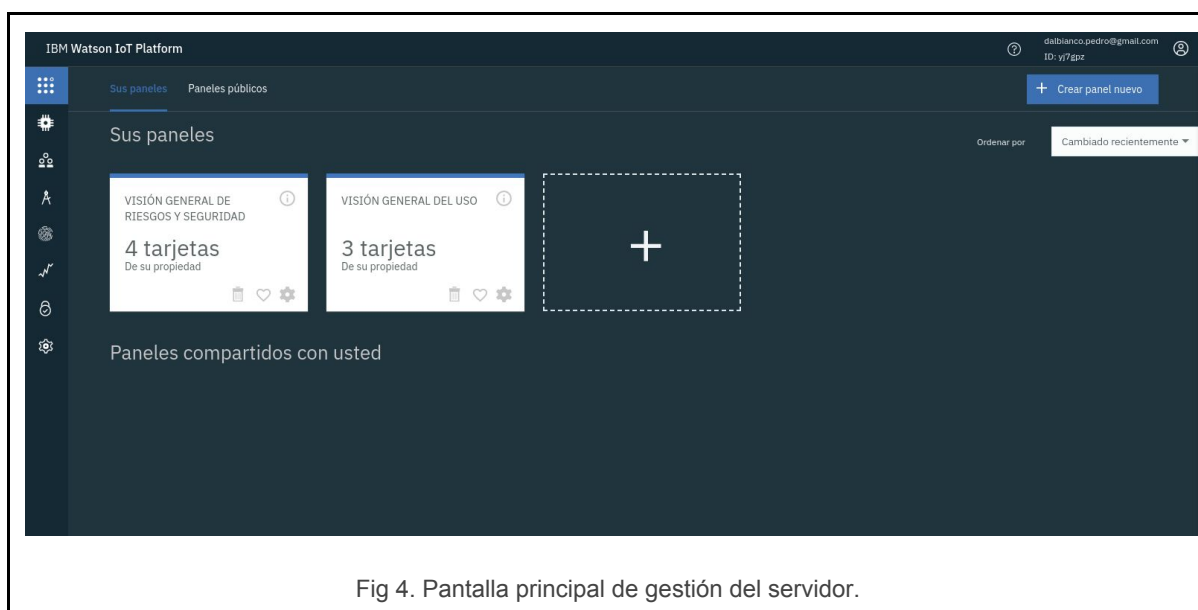 IBM Watson IoT Platform
dalbianco.pedro@gmail.com
ID: yj7gpz
Sus paneles Paneles públicos
+ Crear panel nuevo
Sus paneles
Ordenar por
Cambiado recientemente
VISIÓN GENERAL DE
RIESGOS Y SEGURIDAD
4 tarjetas
De su propiedad
VISIÓN GENERAL DEL USO
3 tarjetas
De su propiedad
Paneles compartidos con usted
Fig 4. Pantalla principal de gestión del servidor.